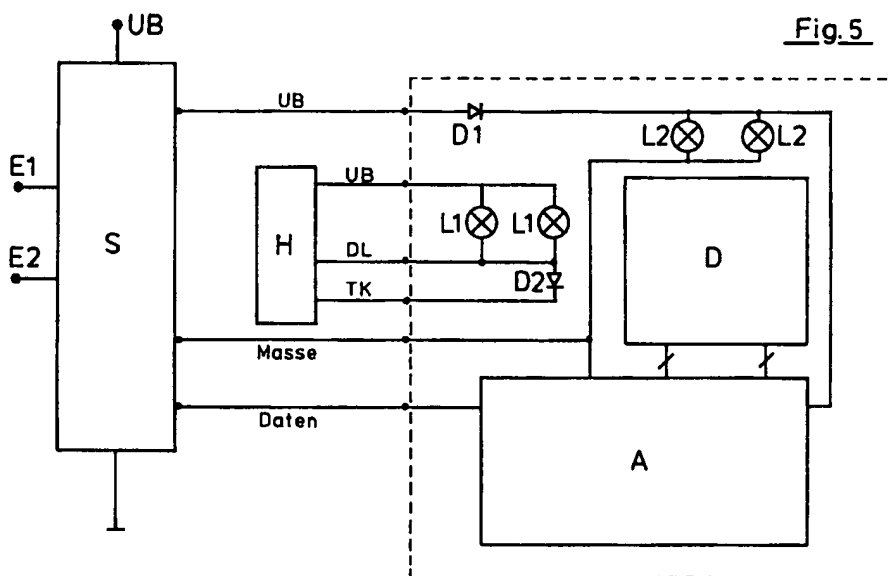 Fig. 5
UB
UB
D1
L2
L2
E1
UB
S
H
L1
L1
D
E2
DL
D2
TK
Masse
Daten
A